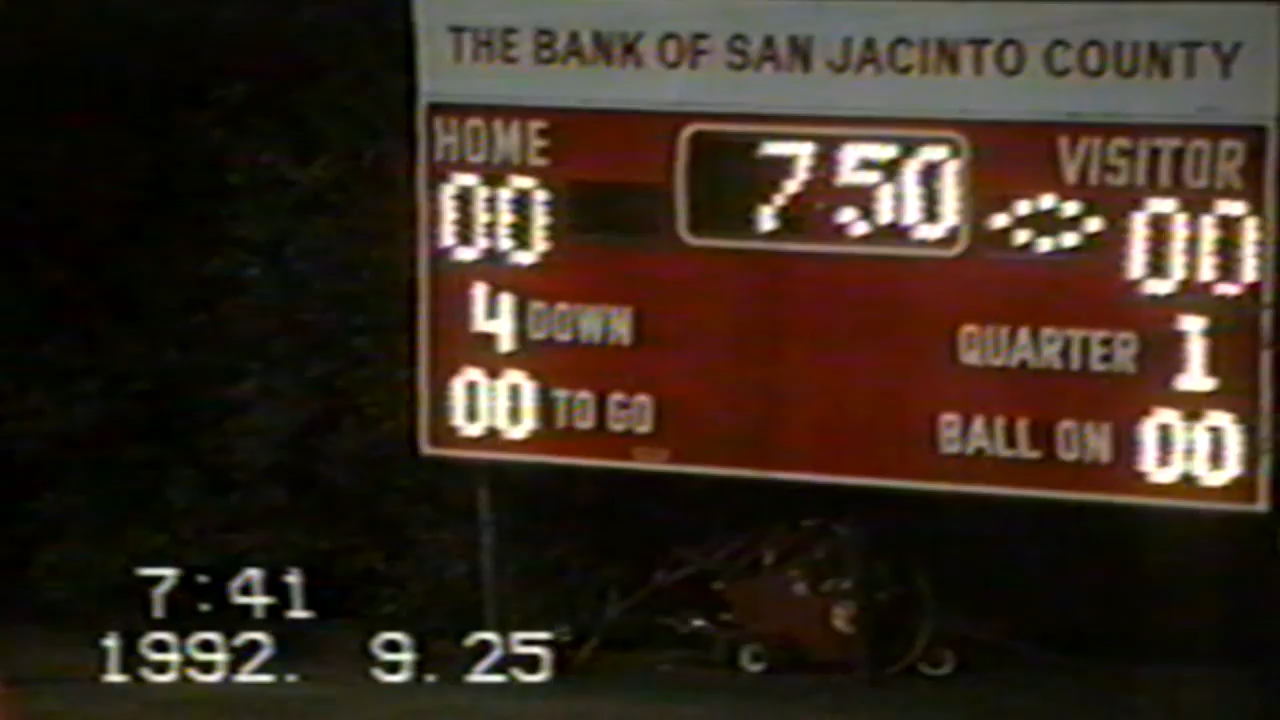 THE BANK OF SAN JACINTO COUNTY
HOME 7 50 VISITOR
00 00
4 DOWN QUARTER 1
00 TO GO BALL ON 00
7:41
1992. 9. 25